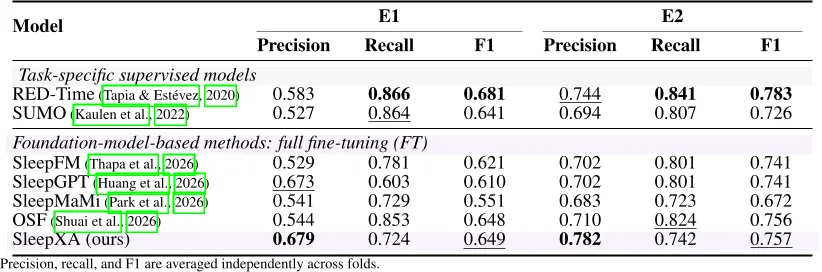 Model E1 E2
Precision Recall F1 Precision Recall F1
Task-specific supervised models
RED-Time (Tapia & Estévez, 2020) 0.583 0.866 0.681 0.744 0.841 0.783
SUMO (Kaulen et al., 2022) 0.527 0.864 0.641 0.694 0.807 0.726
Foundation-model-based methods: full fine-tuning (FT)
SleepFM (Thapa et al., 2026) 0.529 0.781 0.621 0.702 0.801 0.741
SleepGPT (Huang et al., 2026) 0.673 0.603 0.610 0.702 0.801 0.741
SleepMaMi (Park et al., 2026) 0.541 0.729 0.551 0.683 0.723 0.672
OSF (Shuai et al., 2026) 0.544 0.853 0.648 0.710 0.824 0.756
SleepXA (ours) 0.679 0.724 0.649 0.782 0.742 0.757
Precision, recall, and F1 are averaged independently across folds.